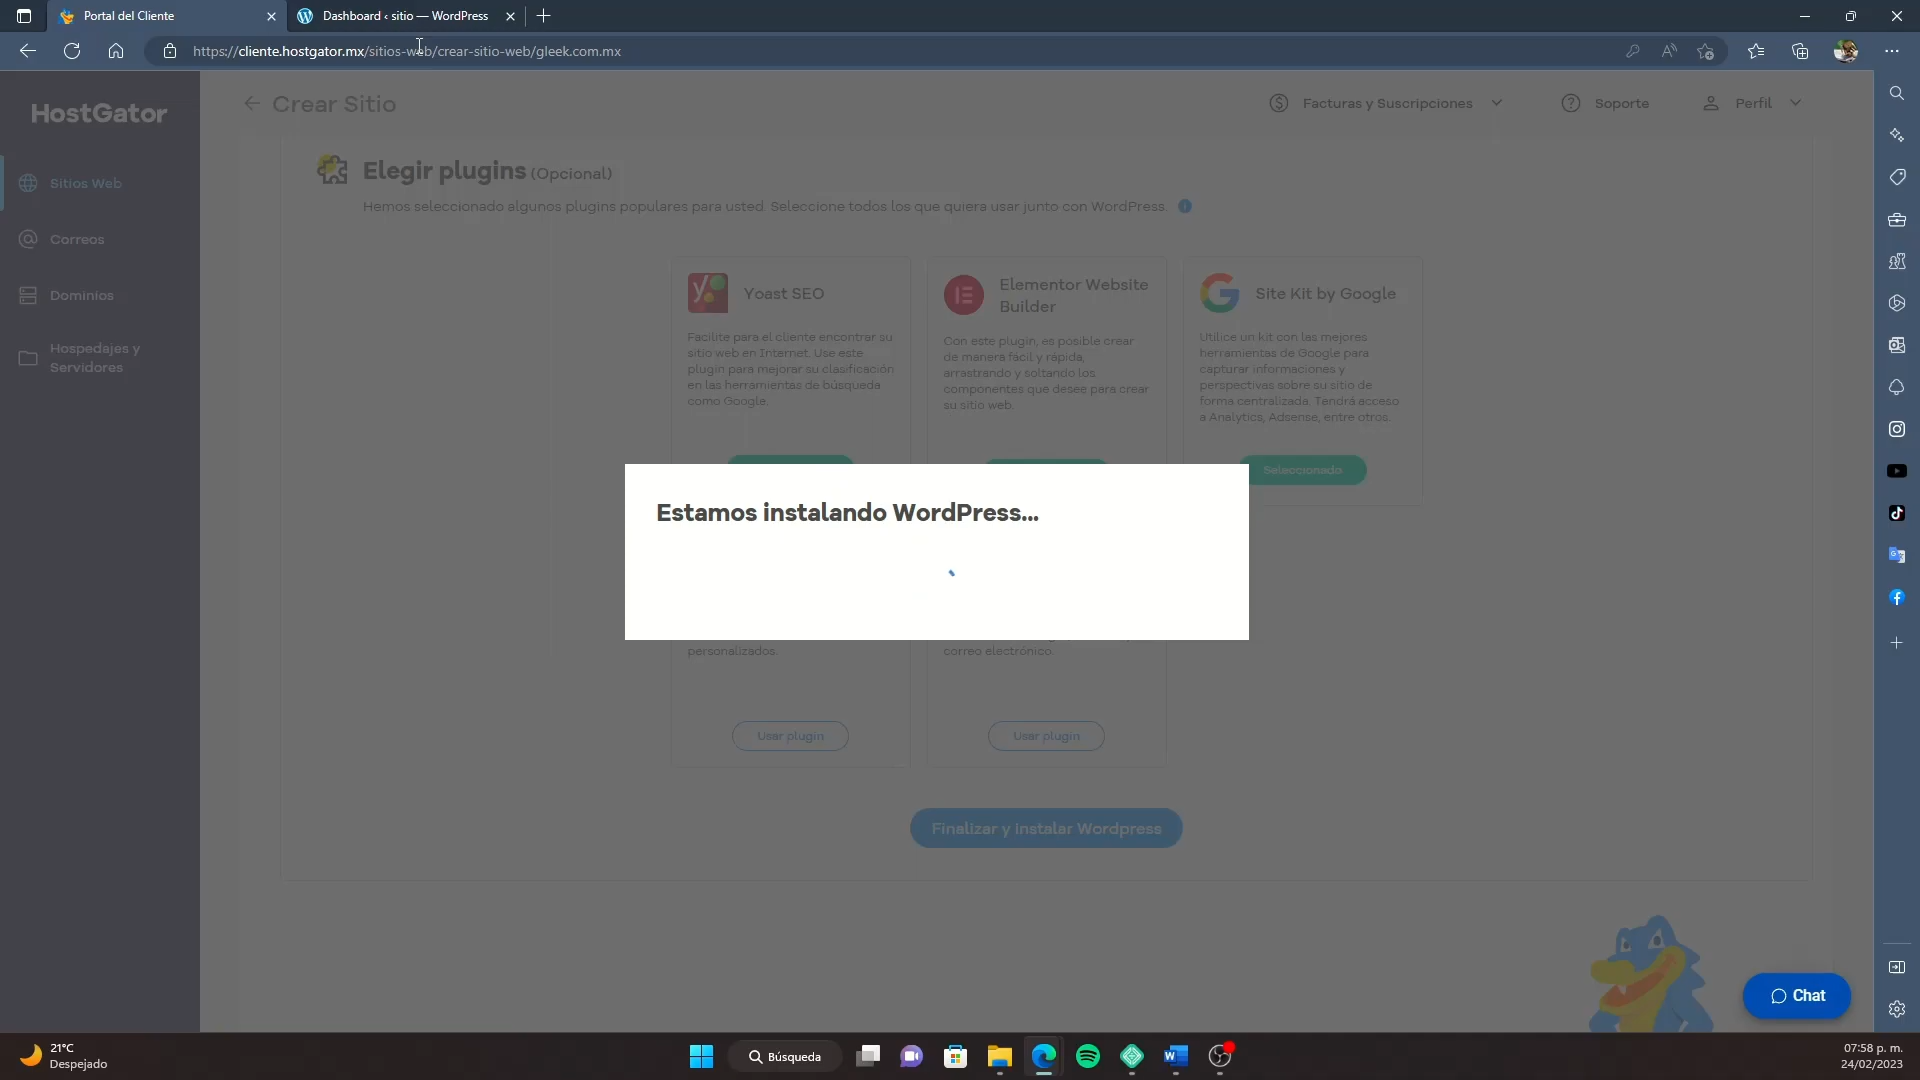 Portal del Cliente
Dashboard ‹ sitio — WordPress
https://cliente.hostgator.mx/sitios-web/crear-sitio-web/gleek.com.mx
HostGator
Crear Sitio
Facturas y Suscripciones
Soporte
Perfil
Sitios Web
Correos
Dominios
Hospedajes y
Servidores
Elegir plugins (Opcional)
Hemos seleccionado algunos plugins populares para usted. Seleccione todos los que quiera usar junto con WordPress.
Yoast SEO
Facilite para el cliente encontrar su
sitio web en Internet. Use este
plugin para mejorar su clasificación
en las herramientas de búsqueda
como Google.
Elementor Website
Builder
Con este plugin, es posible crear
de manera fácil y rápida,
arrastrando y soltando los
componentes que desee para crear
su sitio web.
Site Kit by Google
Utilice un kit con las mejores
herramientas de Google para
capturar informaciones y
perspectivas sobre su sitio de
forma centralizada. Tendrá acceso
a Analytics, Adsense, entre otros.
Seleccionado
Estamos instalando WordPress...
personalizados.
correo electrónico
Usar plugin
Usar plugin
Finalizar y instalar Wordpress
Chat
21°C
Despejado
Búsqueda
07:58 p. m.
24/02/2023